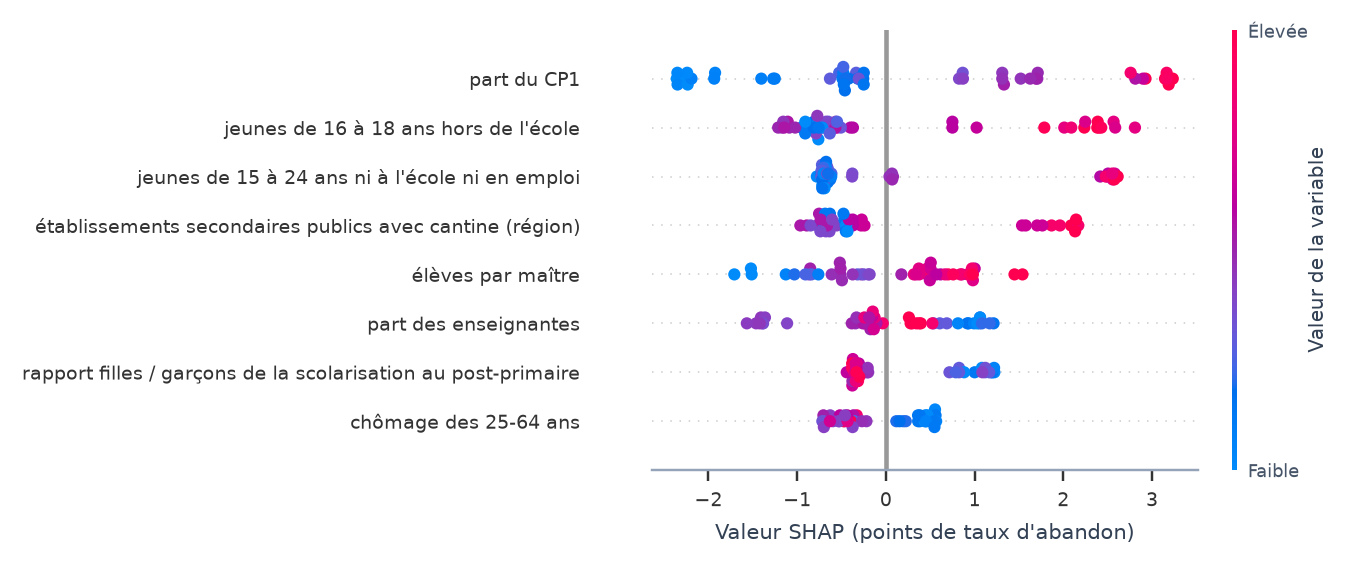 Élevée
part du CP1
jeunes de 16 à 18 ans hors de l'école
jeunes de 15 à 24 ans ni à l'école ni en emploi
établissements secondaires publics avec cantine (région)
élèves par maître
part des enseignantes
rapport filles / garçons de la scolarisation au post-primaire
chômage des 25-64 ans
Valeur de la variable
Faible
−2 −1 0 1 2 3
Valeur SHAP (points de taux d'abandon)